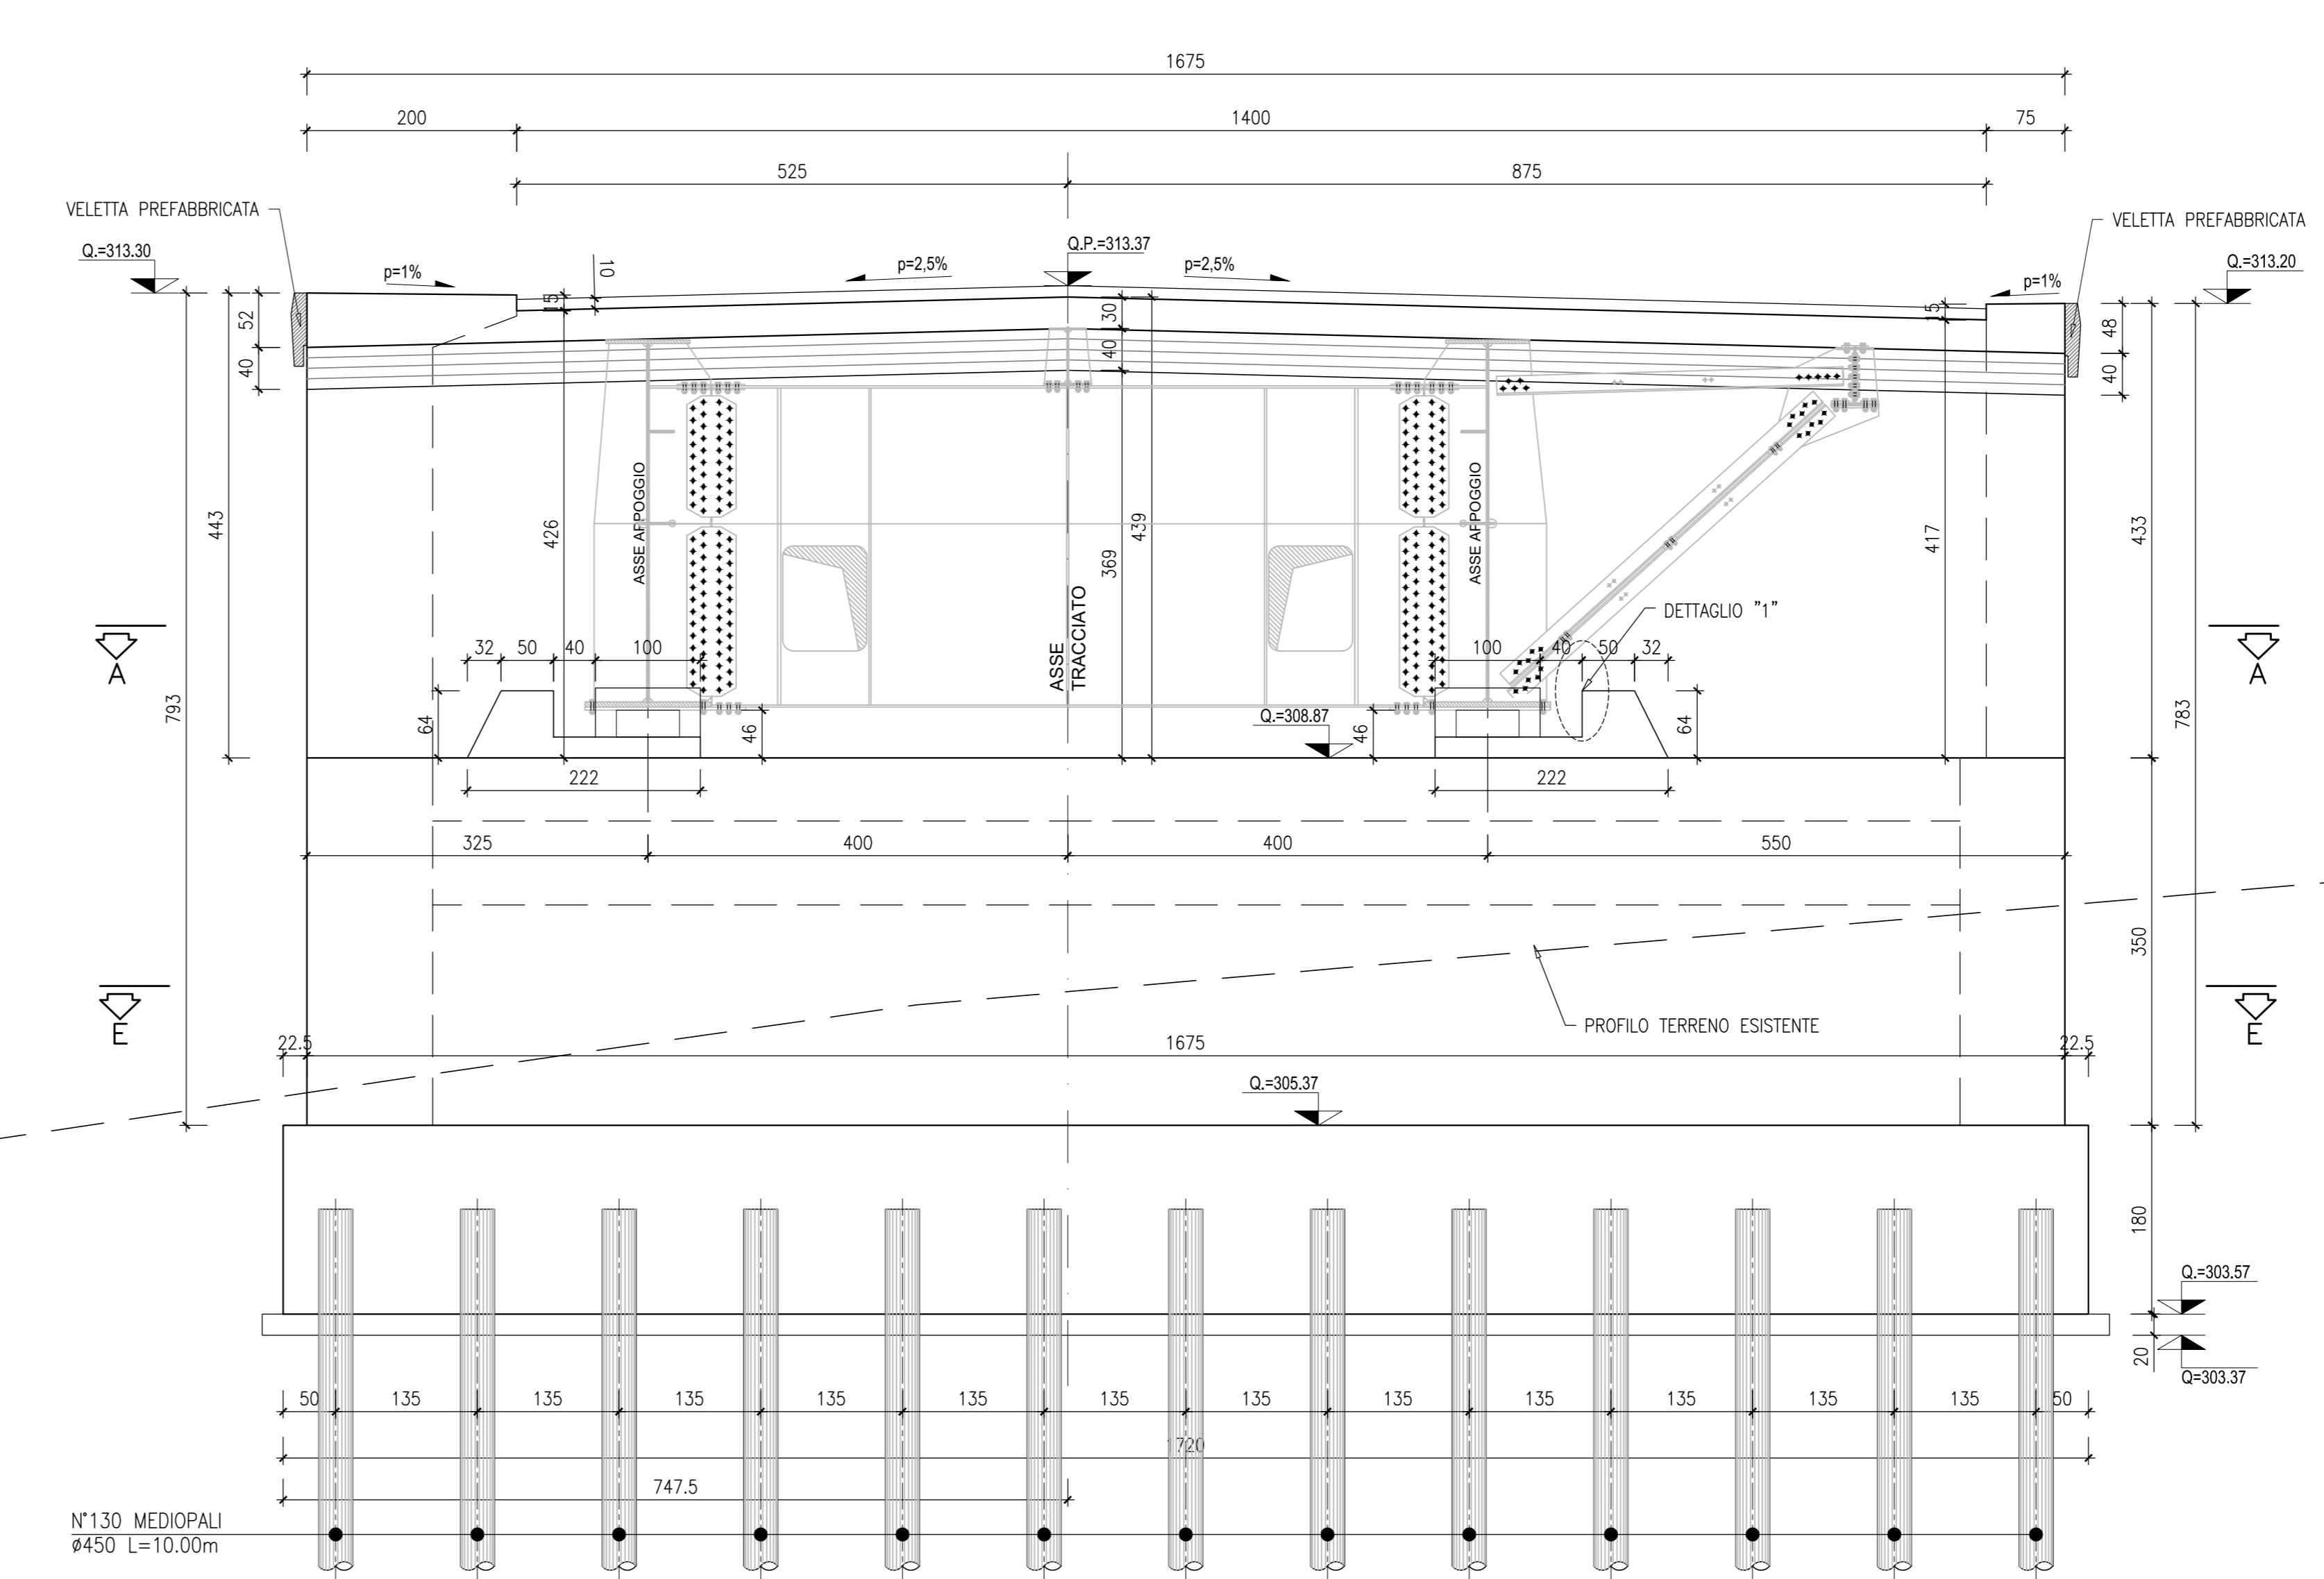 1675
200
1400
75
525
875
VELETTA PREFABBRICATA
VELETTA PREFABBRICATA
Q.=313.30
Q.P.=313.37
Q.=313.20
p=1%
p=2,5%
p=2,5%
p=1%
10
15
30
15
52
40
40
48
40
443
426
ASSE APPOGGIO
369
439
ASSE APPOGGIO
417
433
DETTAGLIO "1"
A
A
32
50
40
100
ASSE
TRACCIATO
100
40
50
32
793
64
46
Q.=308.87
46
64
783
222
222
325
400
400
550
350
E
E
PROFILO TERRENO ESISTENTE
22.5
1675
22.5
Q.=305.37
180
Q.=303.57
20
Q=303.37
50
135
135
135
135
135
135
135
135
135
135
135
135
50
1720
747.5
N°130 MEDIOPALI
Ø450 L=10.00m